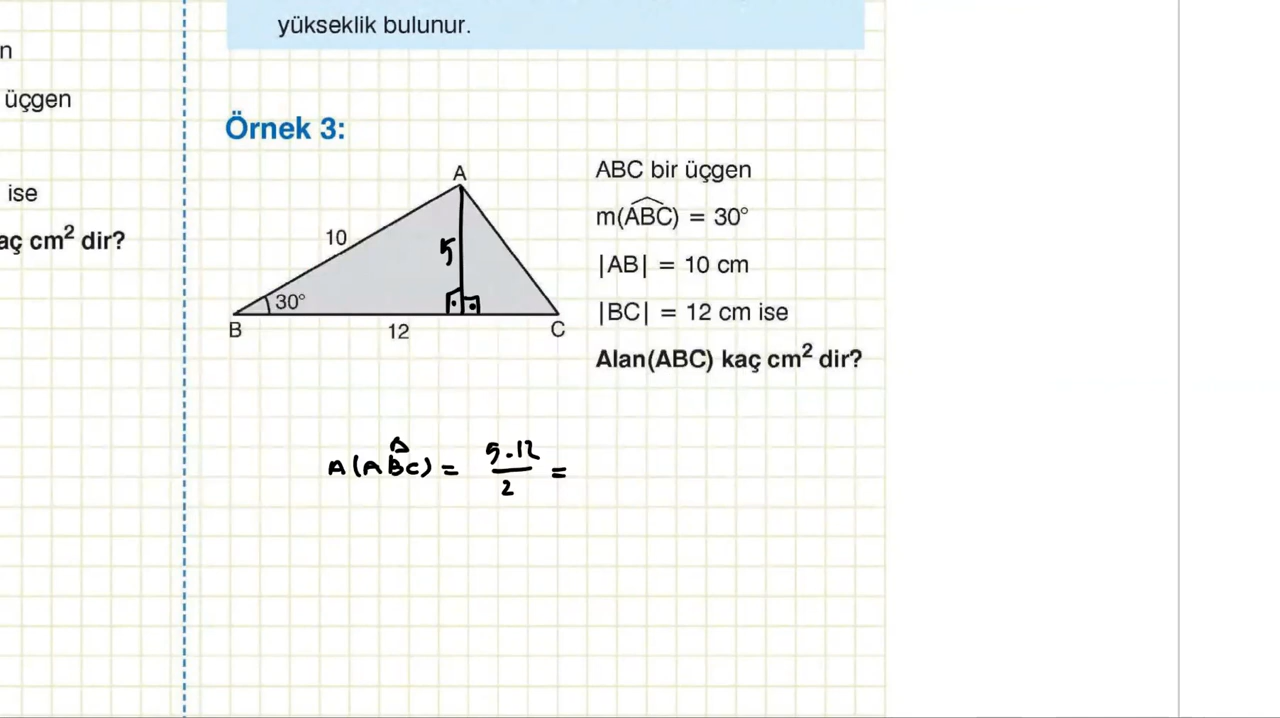 yükseklik bulunur.
n
üçgen
ise
aç cm² dir?
Örnek 3:
A
10
5
30°
B
12
C
ABC bir üçgen
m(ABC) = 30°
|AB| = 10 cm
|BC| = 12 cm ise
Alan(ABC) kaç cm² dir?
A(ABC) = 5.12/2 =